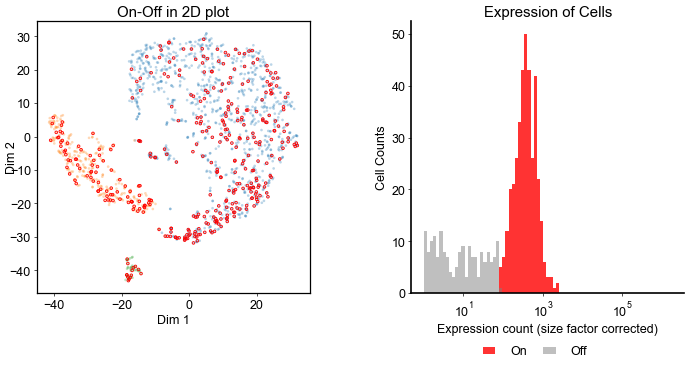 On-Off in 2D plot
30
20
10
0
−10
−20
−30
−40
Dim 2
−40 −20 0 20
Dim 1
Expression of Cells
50
40
30
20
10
0
Cell Counts
10^1 10^3 10^5
Expression count (size factor corrected)
On Off